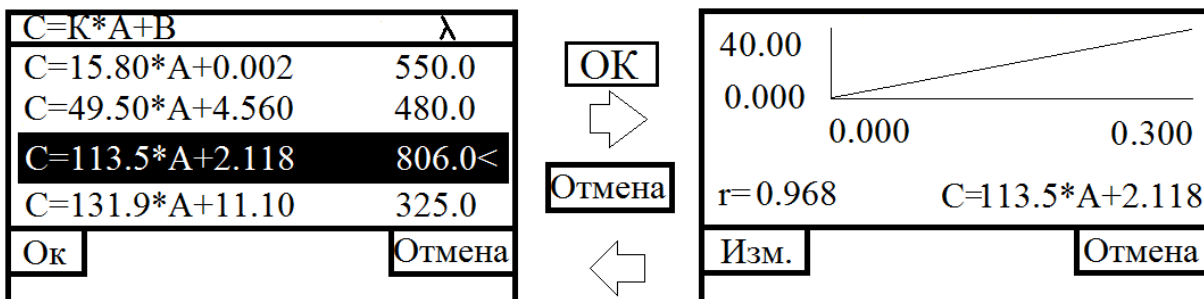 C=K*A+B λ
C=15.80*A+0.002 550.0
C=49.50*A+4.560 480.0
C=113.5*A+2.118 806.0<
C=131.9*A+11.10 325.0
Ок Отмена
ОК
Отмена
40.00
0.000
0.000 0.300
r=0.968 C=113.5*A+2.118
Изм. Отмена